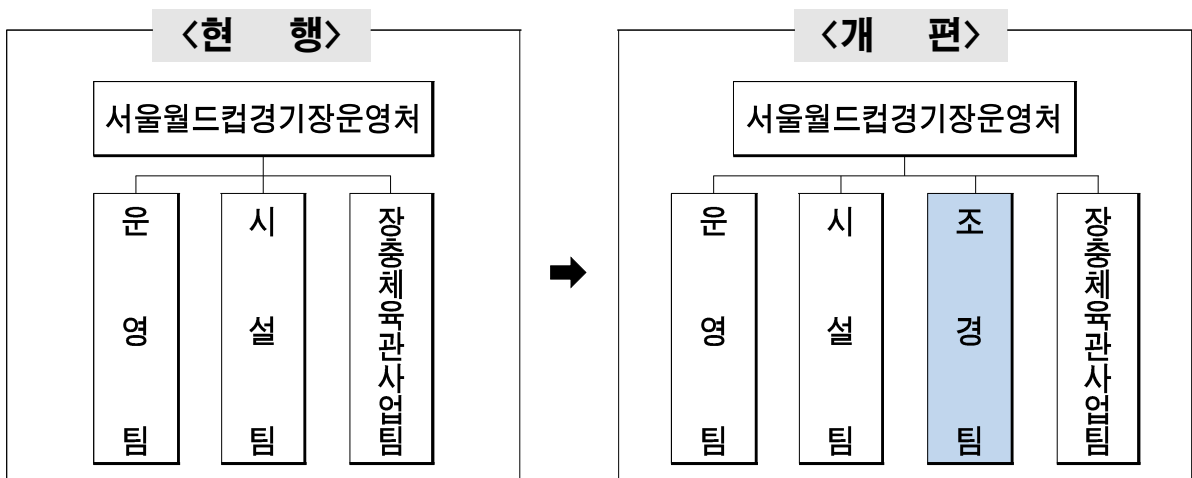 <현 행>
서울월드컵경기장운영처
운영팀
시설팀
장충체육관사업팀
<개 편>
서울월드컵경기장운영처
운영팀
시설팀
조경팀
장충체육관사업팀